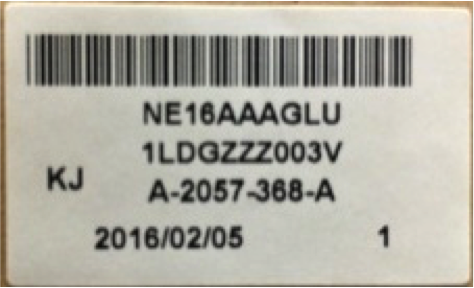 NE16AAAGLU
1LDGZZZ003V
KJ
A-2057-368-A
2016/02/05 1